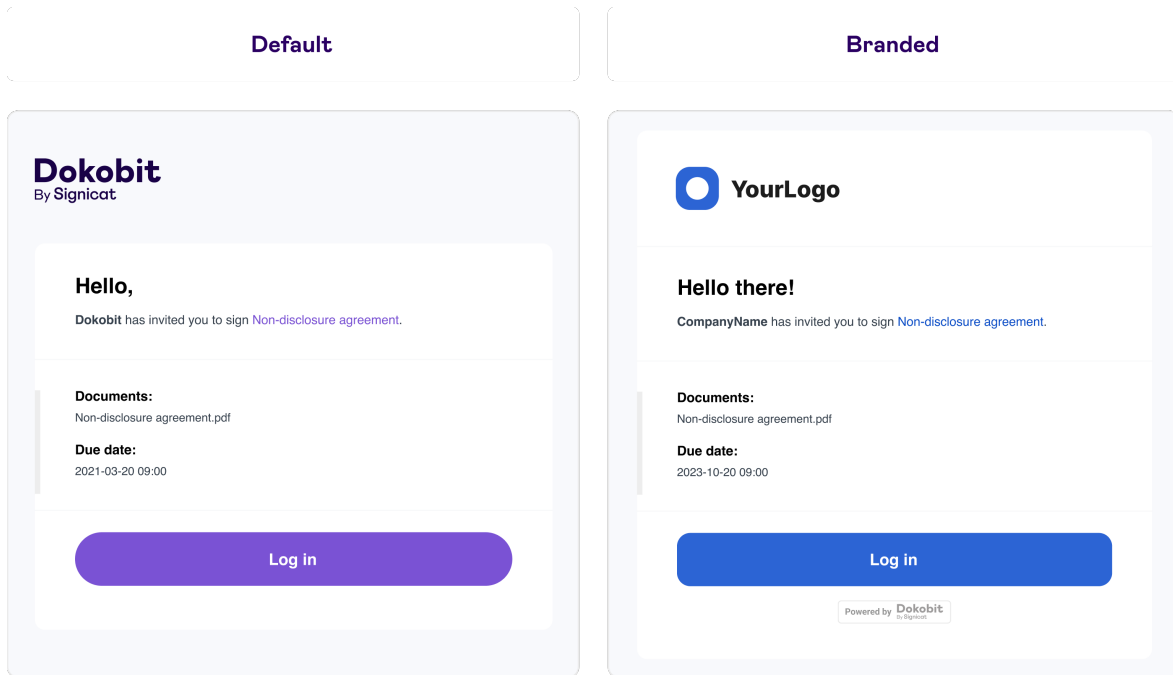 Default
Dokobit
By Signicat
Hello,
Dokobit has invited you to sign Non-disclosure agreement.
Documents:
Non-disclosure agreement.pdf
Due date:
2021-03-20 09:00
Log in
Branded
YourLogo
Hello there!
CompanyName has invited you to sign Non-disclosure agreement.
Documents:
Non-disclosure agreement.pdf
Due date:
2023-10-20 09:00
Log in
Powered by Dokobit
By Signicat